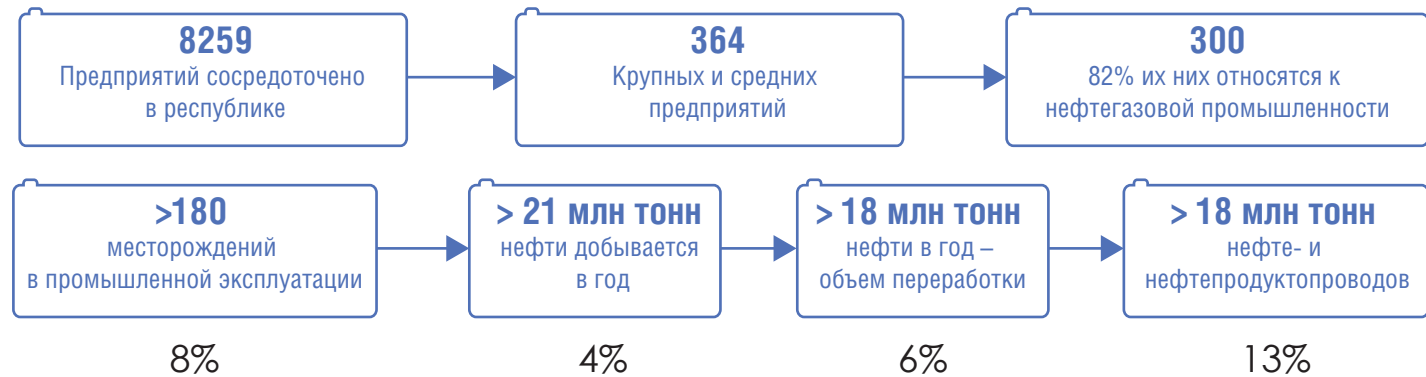 8259
Предприятий сосредоточено
в республике
364
Крупных и средних
предприятий
300
82% их них относятся к
нефтегазовой промышленности
>180
месторождений
в промышленной эксплуатации
> 21 млн тонн
нефти добывается
в год
> 18 млн тонн
нефти в год –
объем переработки
> 18 млн тонн
нефте- и
нефтепродуктопроводов
8%
4%
6%
13%